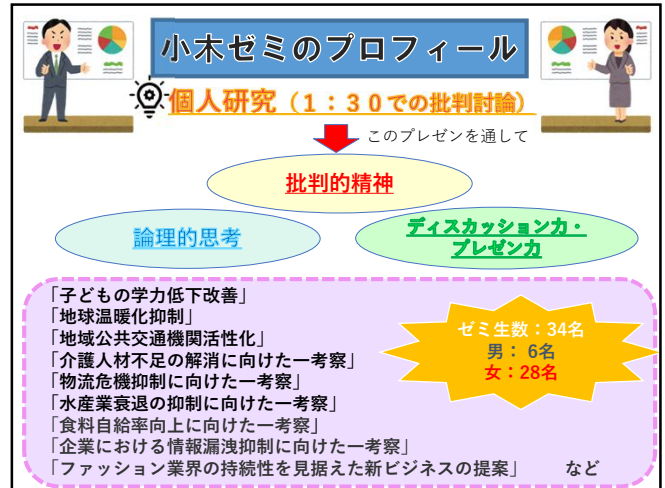 小木ゼミのプロフィール
個人研究（１：３０での批判討論）
このプレゼンを通して
批判的精神
論理的思考
ディスカッション力・
プレゼン力
「子どもの学力低下改善」
「地球温暖化抑制」
「地域公共交通機関活性化」
「介護人材不足の解消に向けた一考察」
「物流危機抑制に向けた一考察」
「水産業衰退の抑制に向けた一考察」
「食料自給率向上に向けた一考察」
「企業における情報漏洩抑制に向けた一考察」
「ファッション業界の持続性を見据えた新ビジネスの提案」　　など
ゼミ生数：34名
男： 6名
女：28名